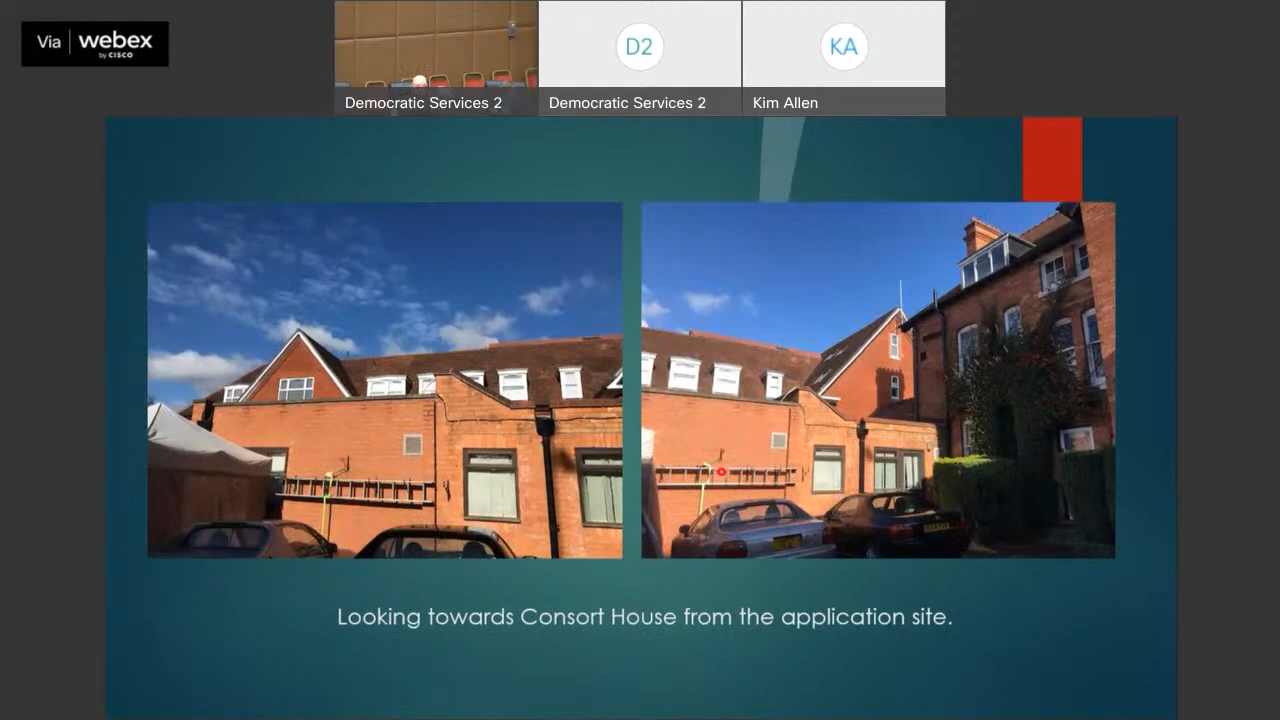 Via webex
by CISCO
D2
KA
Democratic Services 2
Democratic Services 2
Kim Allen
Looking towards Consort House from the application site.